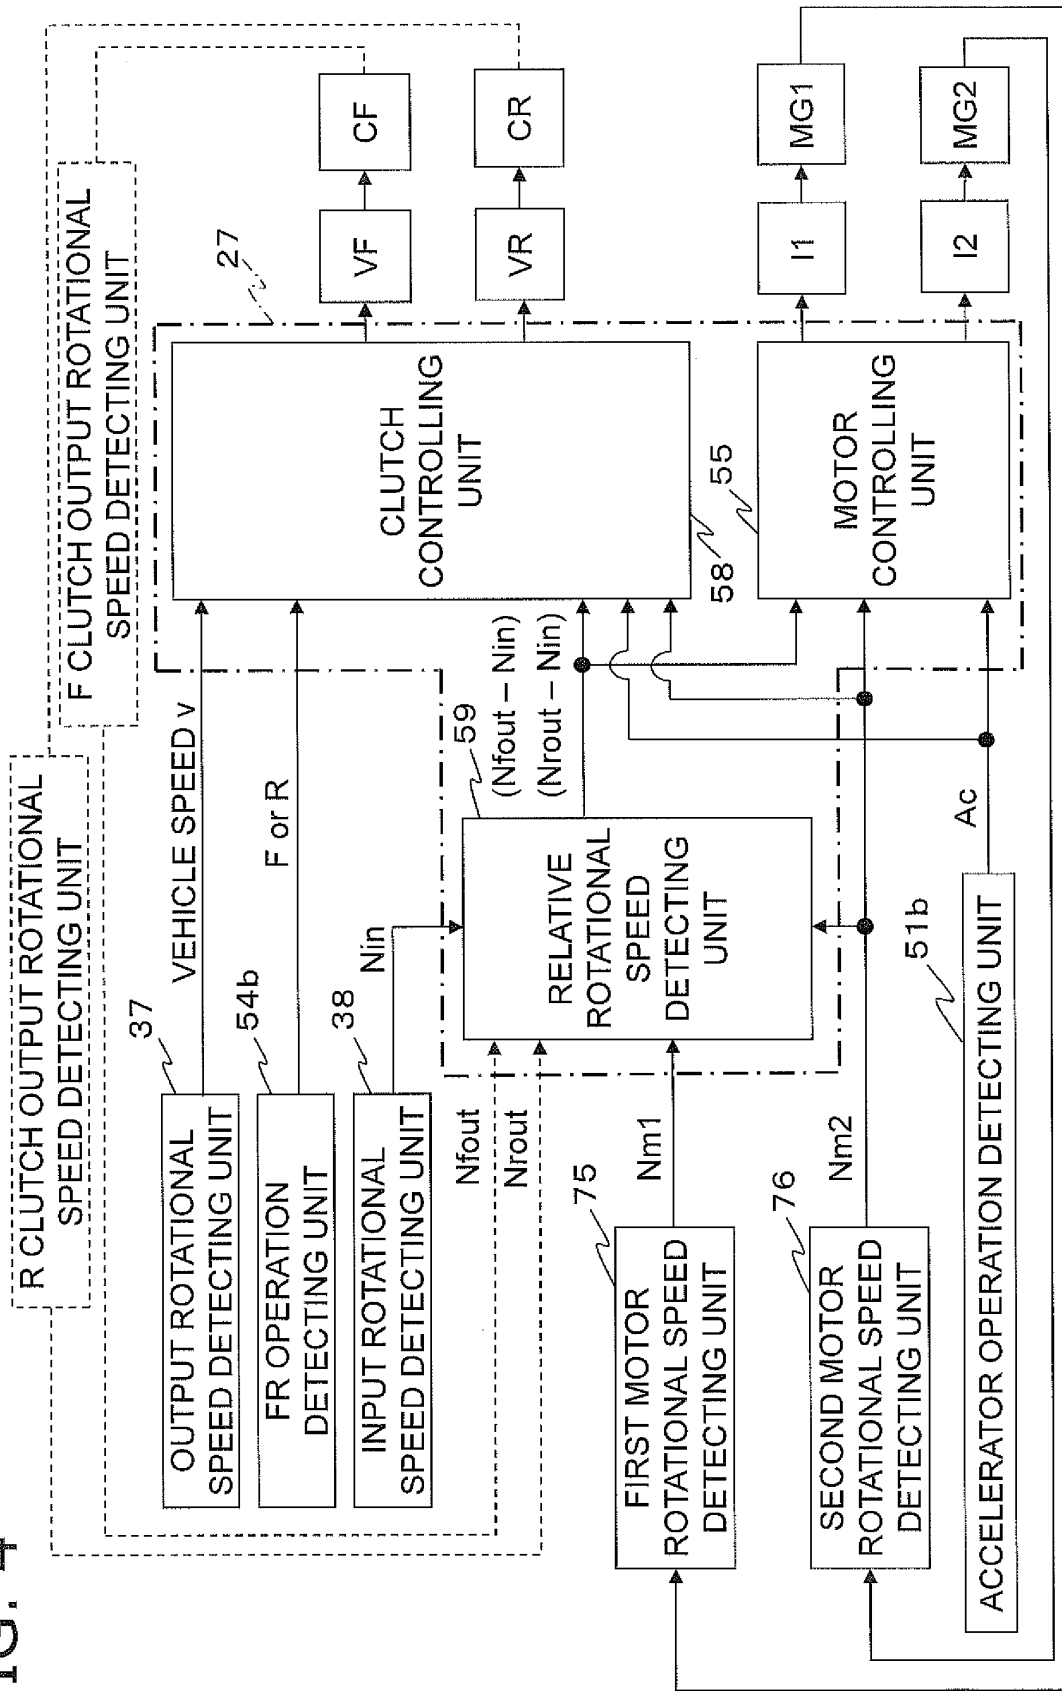 FIG. 4
R CLUTCH OUTPUT ROTATIONAL
SPEED DETECTING UNIT
F CLUTCH OUTPUT ROTATIONAL
SPEED DETECTING UNIT
37
OUTPUT ROTATIONAL
SPEED DETECTING UNIT
VEHICLE SPEED v
54b
FR OPERATION
DETECTING UNIT
F or R
38
INPUT ROTATIONAL
SPEED DETECTING UNIT
Nin
Nfout
Nrout
59
RELATIVE
ROTATIONAL
SPEED
DETECTING
UNIT
(Nfout – Nin)
(Nrout – Nin)
27
CLUTCH
CONTROLLING
UNIT
58
VF
CF
VR
CR
75
FIRST MOTOR
ROTATIONAL SPEED
DETECTING UNIT
Nm1
76
SECOND MOTOR
ROTATIONAL SPEED
DETECTING UNIT
Nm2
55
MOTOR
CONTROLLING
UNIT
I1
MG1
I2
MG2
51b
ACCELERATOR OPERATION DETECTING UNIT
Ac